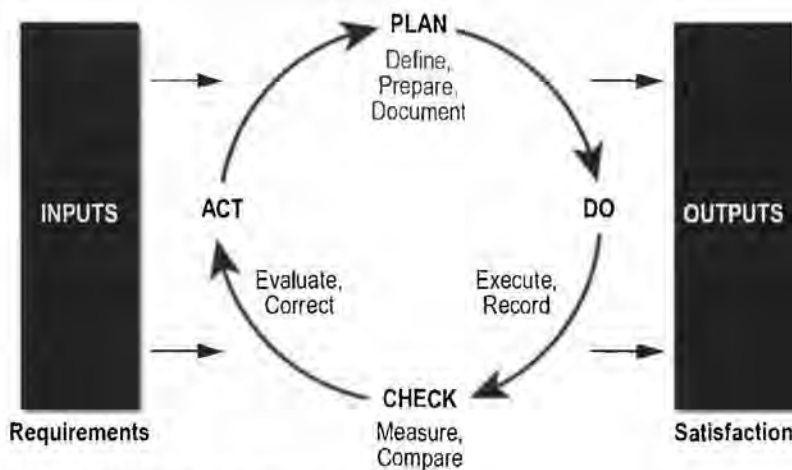 PLAN
Define,
Prepare,
Document
INPUTS
ACT
DO
OUTPUTS
Evaluate,
Correct
Execute,
Record
CHECK
Measure,
Compare
Requirements
Satisfaction